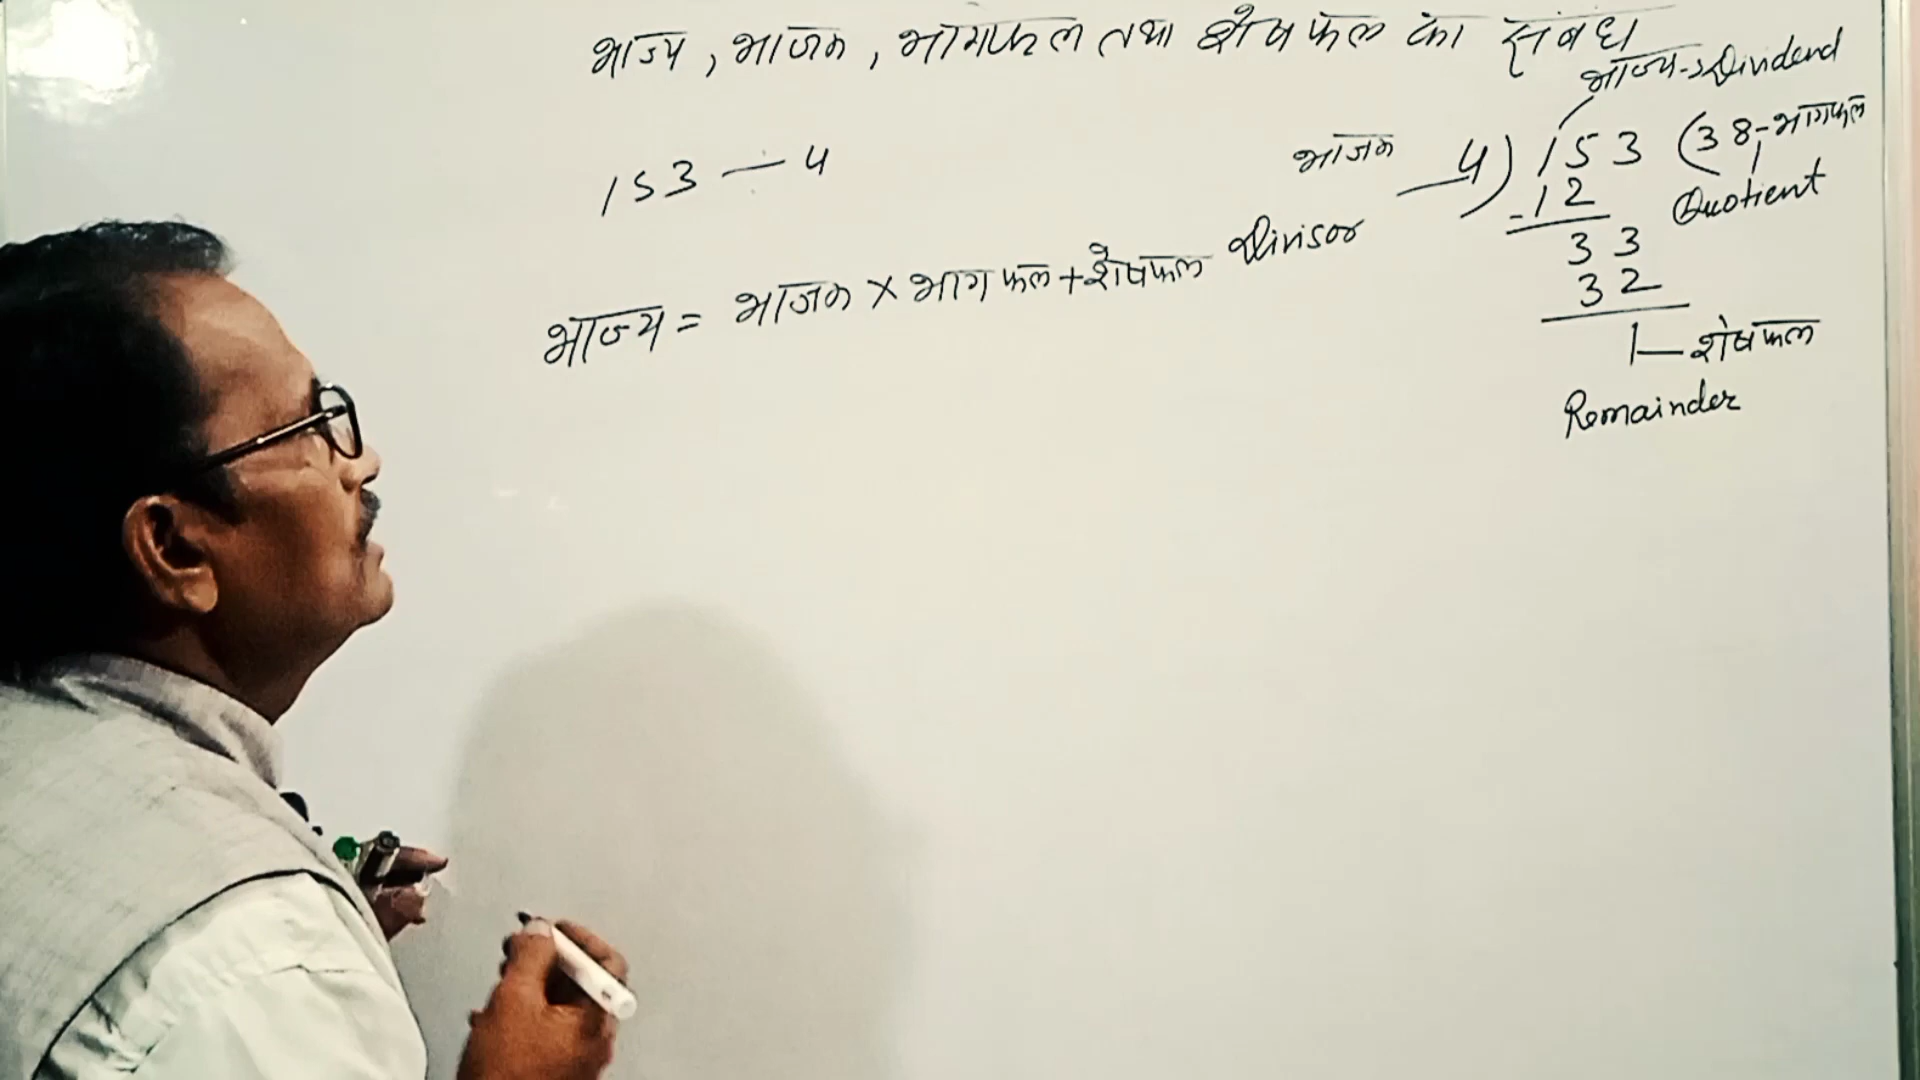 भाज्य, भाजक, भागफल तथा शेषफल का संबंध
153 ÷ 4
भाज्य = भाजक × भागफल + शेषफल
भाज्य → Dividend
भाजक 4) 153 (38 - भागफल
Divisor
Quotient
-12
33
32
1 - शेषफल
Remainder